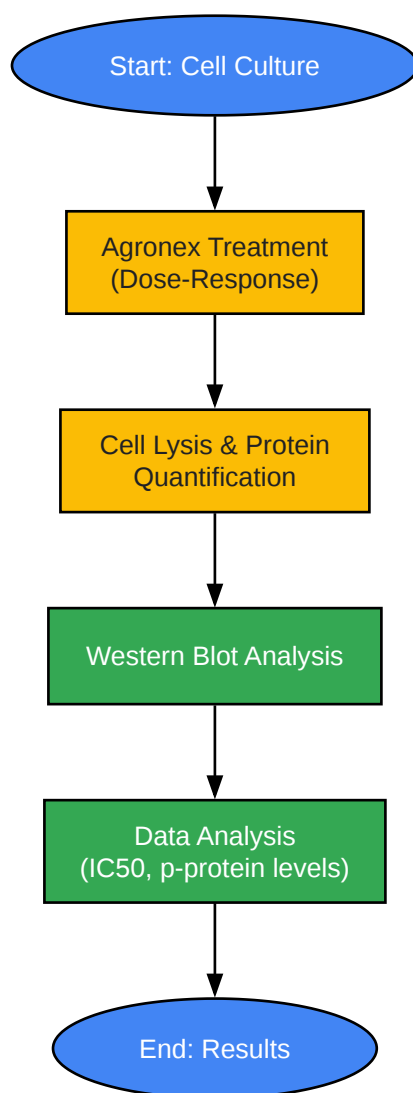 Start: Cell Culture
Agronex Treatment
(Dose-Response)
Cell Lysis & Protein
Quantification
Western Blot Analysis
Data Analysis
(IC50, p-protein levels)
End: Results